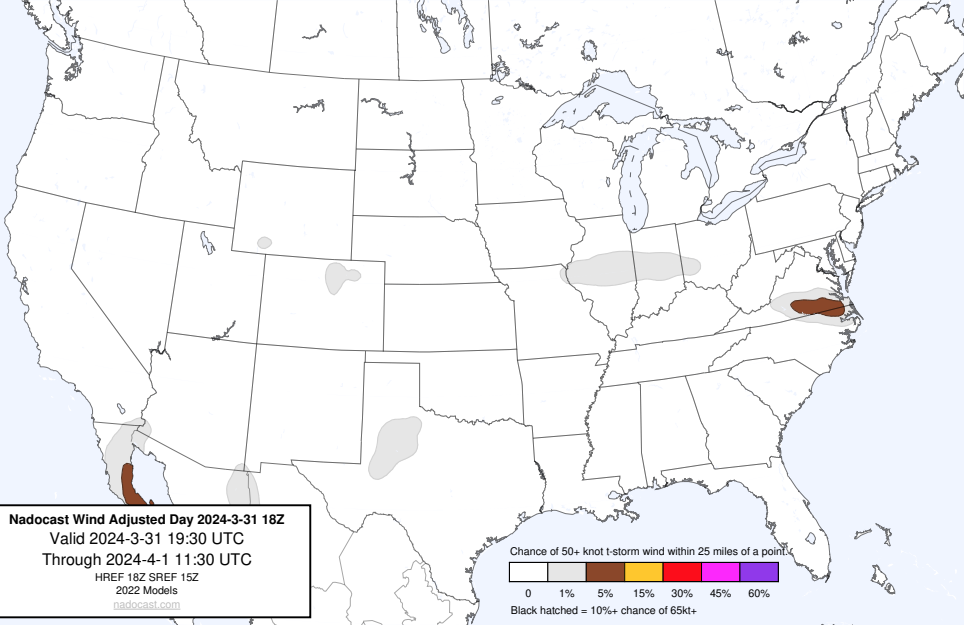 Nadocast Wind Adjusted Day 2024-3-31 18Z
Valid 2024-3-31 19:30 UTC
Through 2024-4-1 11:30 UTC
HREF 18Z SREF 15Z
2022 Models
nadocast.com
Chance of 50+ knot t-storm wind within 25 miles of a point.
0 1% 5% 15% 30% 45% 60%
Black hatched = 10%+ chance of 65kt+